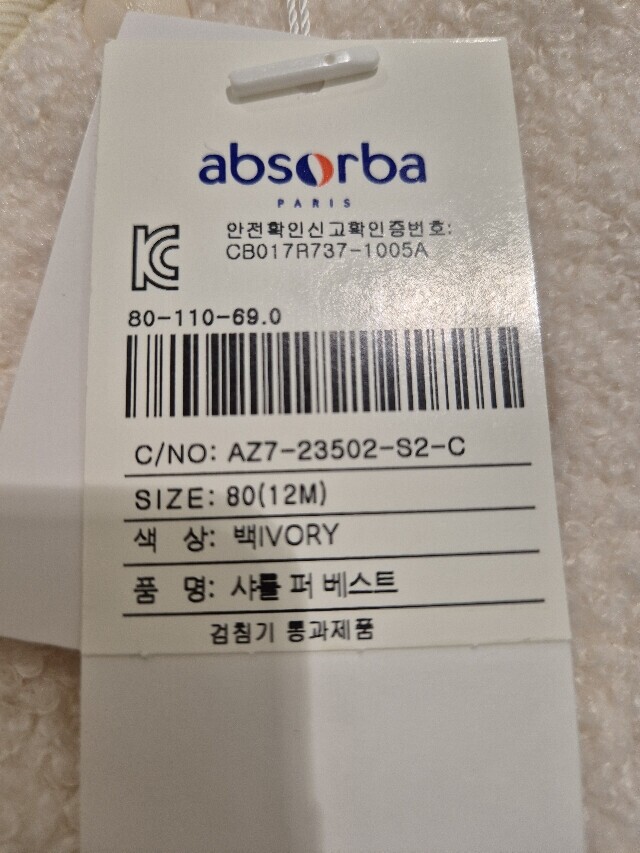 absorba
PARIS
안전확인신고확인증번호:
CB017R737-1005A
80-110-69.0
C/NO: AZ7-23502-S2-C
SIZE: 80(12M)
색 상: 백IVORY
품 명: 샤를 퍼 베스트
검침기 통과제품